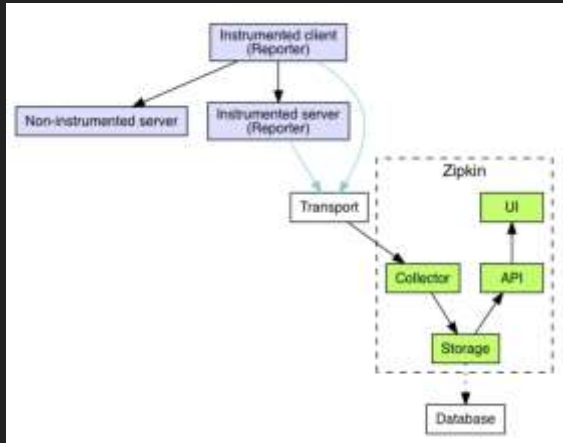 Instrumented client
(Reporter)
Non-instrumented server
Instrumented server
(Reporter)
Zipkin
Transport
UI
Collector
API
Storage
Database